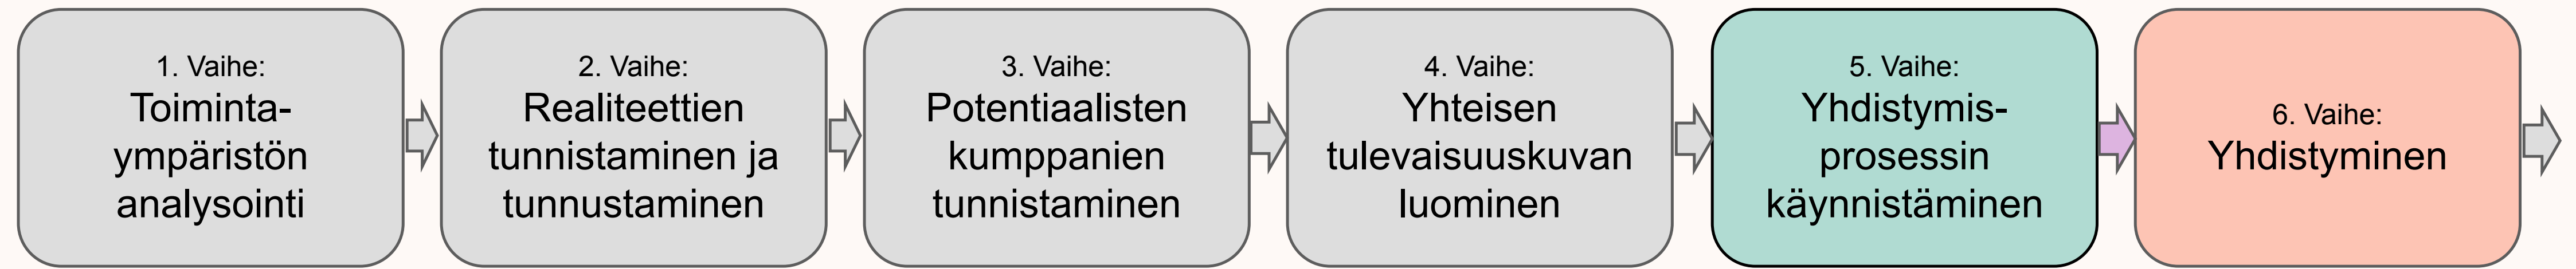 1. Vaihe:
Toiminta-
ympäristön
analysointi
2. Vaihe:
Realiteettien
tunnistaminen ja
tunnustaminen
3. Vaihe:
Potentiaalisten
kumppanien
tunnistaminen
4. Vaihe:
Yhteisen
tulevaisuuskuvan
luominen
5. Vaihe:
Yhdistymis-
prosessin
käynnistäminen
6. Vaihe:
Yhdistyminen